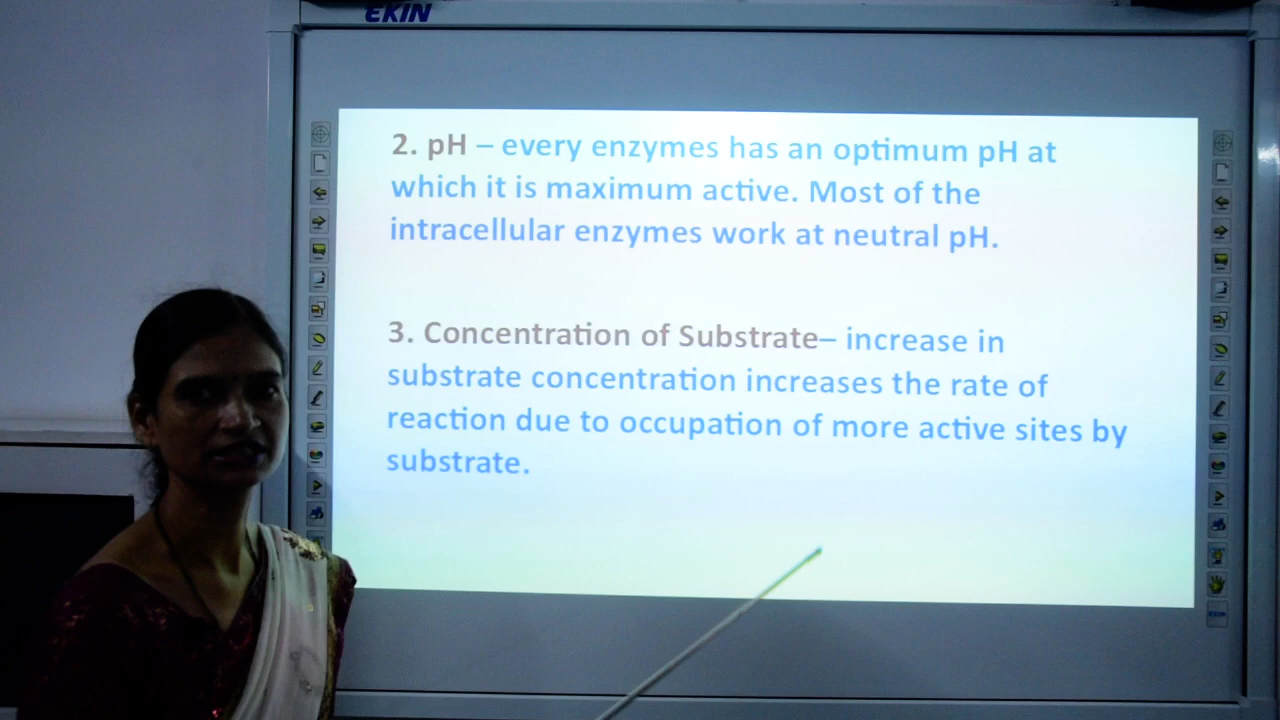 EKIN
2. pH – every enzymes has an optimum pH at
which it is maximum active. Most of the
intracellular enzymes work at neutral pH.
3. Concentration of Substrate– increase in
substrate concentration increases the rate of
reaction due to occupation of more active sites by
substrate.